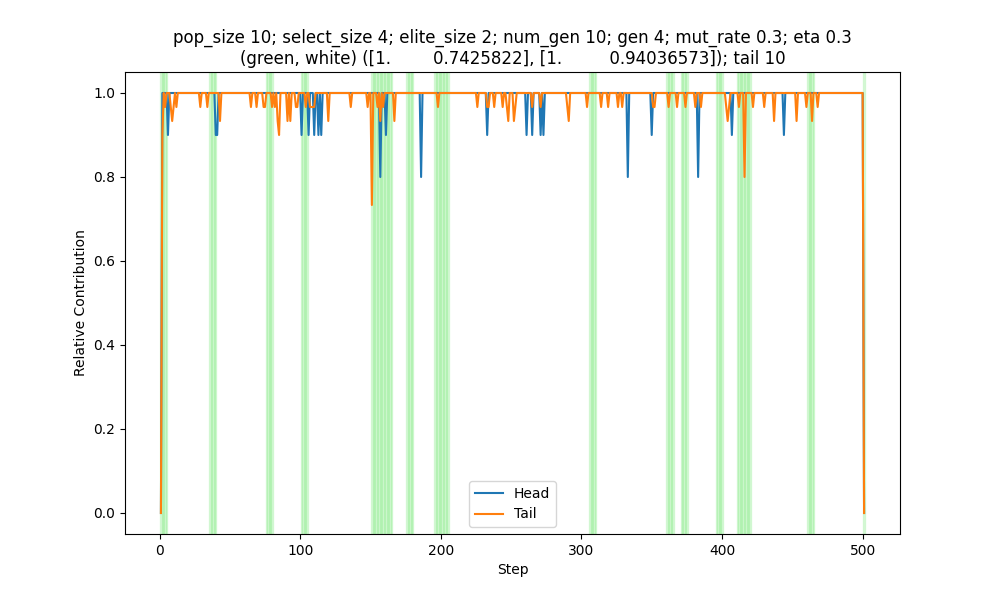 pop_size 10; select_size 4; elite_size 2; num_gen 10; gen 4; mut_rate 0.3; eta 0.3
(green, white) ([1. 0.7425822], [1. 0.94036573]); tail 10
1.0
0.8
0.6
0.4
0.2
0.0
Relative Contribution
Head
Tail
0
100
200
300
400
500
Step